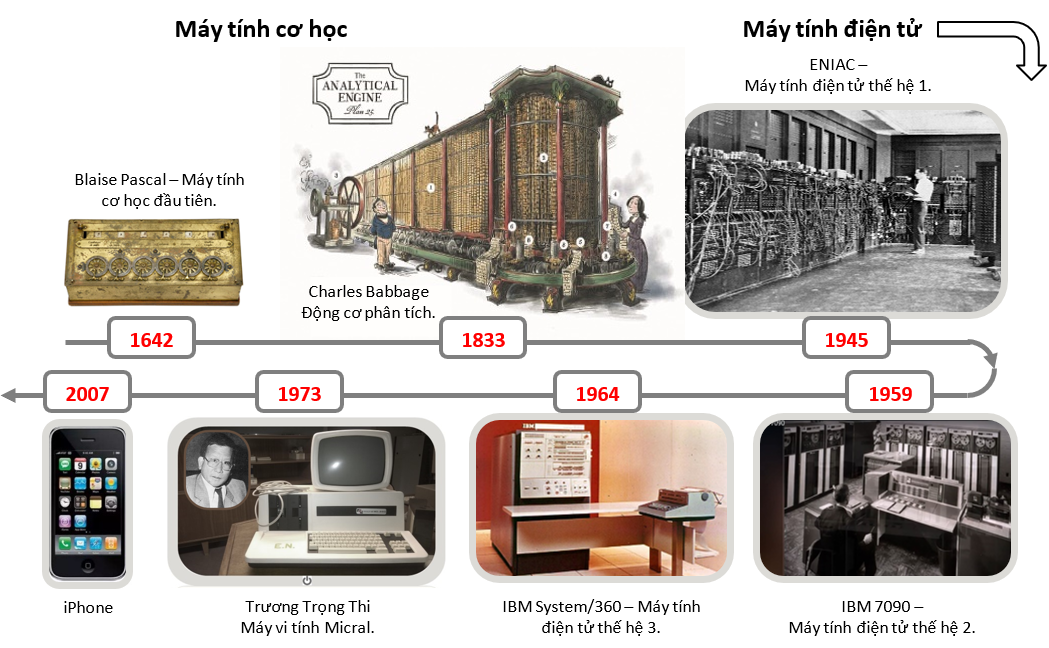 Máy tính cơ học
Máy tính điện tử
ENIAC –
Máy tính điện tử thế hệ 1.
The
ANALYTICAL
ENGINE
Plan 25.
Blaise Pascal – Máy tính
cơ học đầu tiên.
Charles Babbage
Động cơ phân tích.
1642
1833
1945
2007
1973
1964
1959
IBM
E.N.
iPhone
Trương Trọng Thi
Máy vi tính Micral.
IBM System/360 – Máy tính
điện tử thế hệ 3.
IBM 7090 –
Máy tính điện tử thế hệ 2.